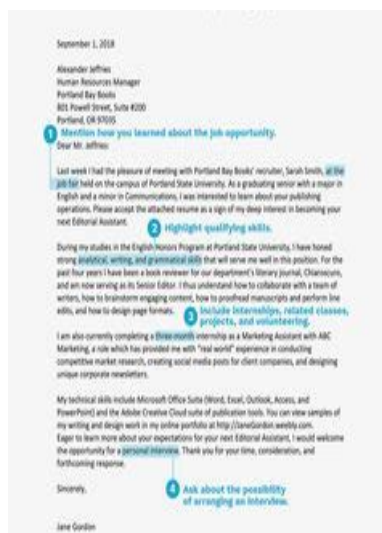 September 1, 2018
Alexander Jeffries
Human Resources Manager
Portland Bay Books
801 Powell Street, Suite #200
Portland, OR 97035
1 Mention how you learned about the job opportunity.
Dear Mr. Jeffries:
Last week I had the pleasure of meeting with Portland Bay Books' recruiter, Sarah Smith, at the
job fair held on the campus of Portland State University. As a graduating senior with a major in
English and a minor in Communications, I was interested to learn about your publishing
operations. Please accept the attached resume as a sign of my deep interest in becoming your
next Editorial Assistant.
2 Highlight qualifying skills.
During my studies in the English Honors Program at Portland State University, I have honed
strong analytical, writing, and grammatical skills that will serve me well in this position. For the
past four years I have been a book reviewer for our department's literary journal, Chiaroscuro,
and am now serving as its Senior Editor. I thus understand how to collaborate with a team of
writers, how to brainstorm engaging content, how to proofread manuscripts and perform line
edits, and how to design page formats.
3 Include internships, related classes,
projects, and volunteering.
I am also currently completing a three-month internship as a Marketing Assistant with ABC
Marketing, a role which has provided me with "real world" experience in conducting
competitive market research, creating social media posts for client companies, and designing
unique corporate newsletters.
My technical skills include Microsoft Office Suite (Word, Excel, Outlook, Access, and
PowerPoint) and the Adobe Creative Cloud suite of publication tools. You can view samples of
my writing and design work in my online portfolio at http://JaneGordon.weebly.com.
Eager to learn more about your expectations for your next Editorial Assistant, I would welcome
the opportunity for a personal interview. Thank you for your time, consideration, and
forthcoming response.
Sincerely,
4 Ask about the possibility
of arranging an interview.
Jane Gordon